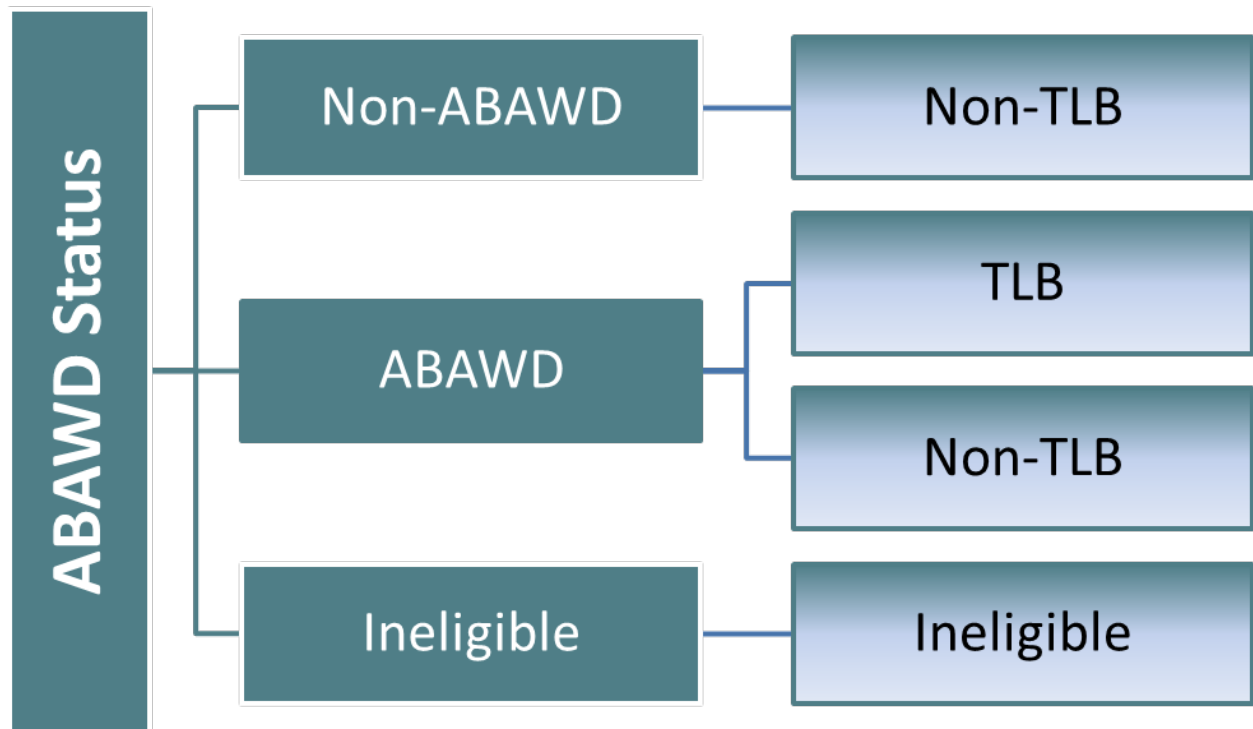 ABAWD Status
Non-ABAWD
Non-TLB
ABAWD
TLB
Non-TLB
Ineligible
Ineligible